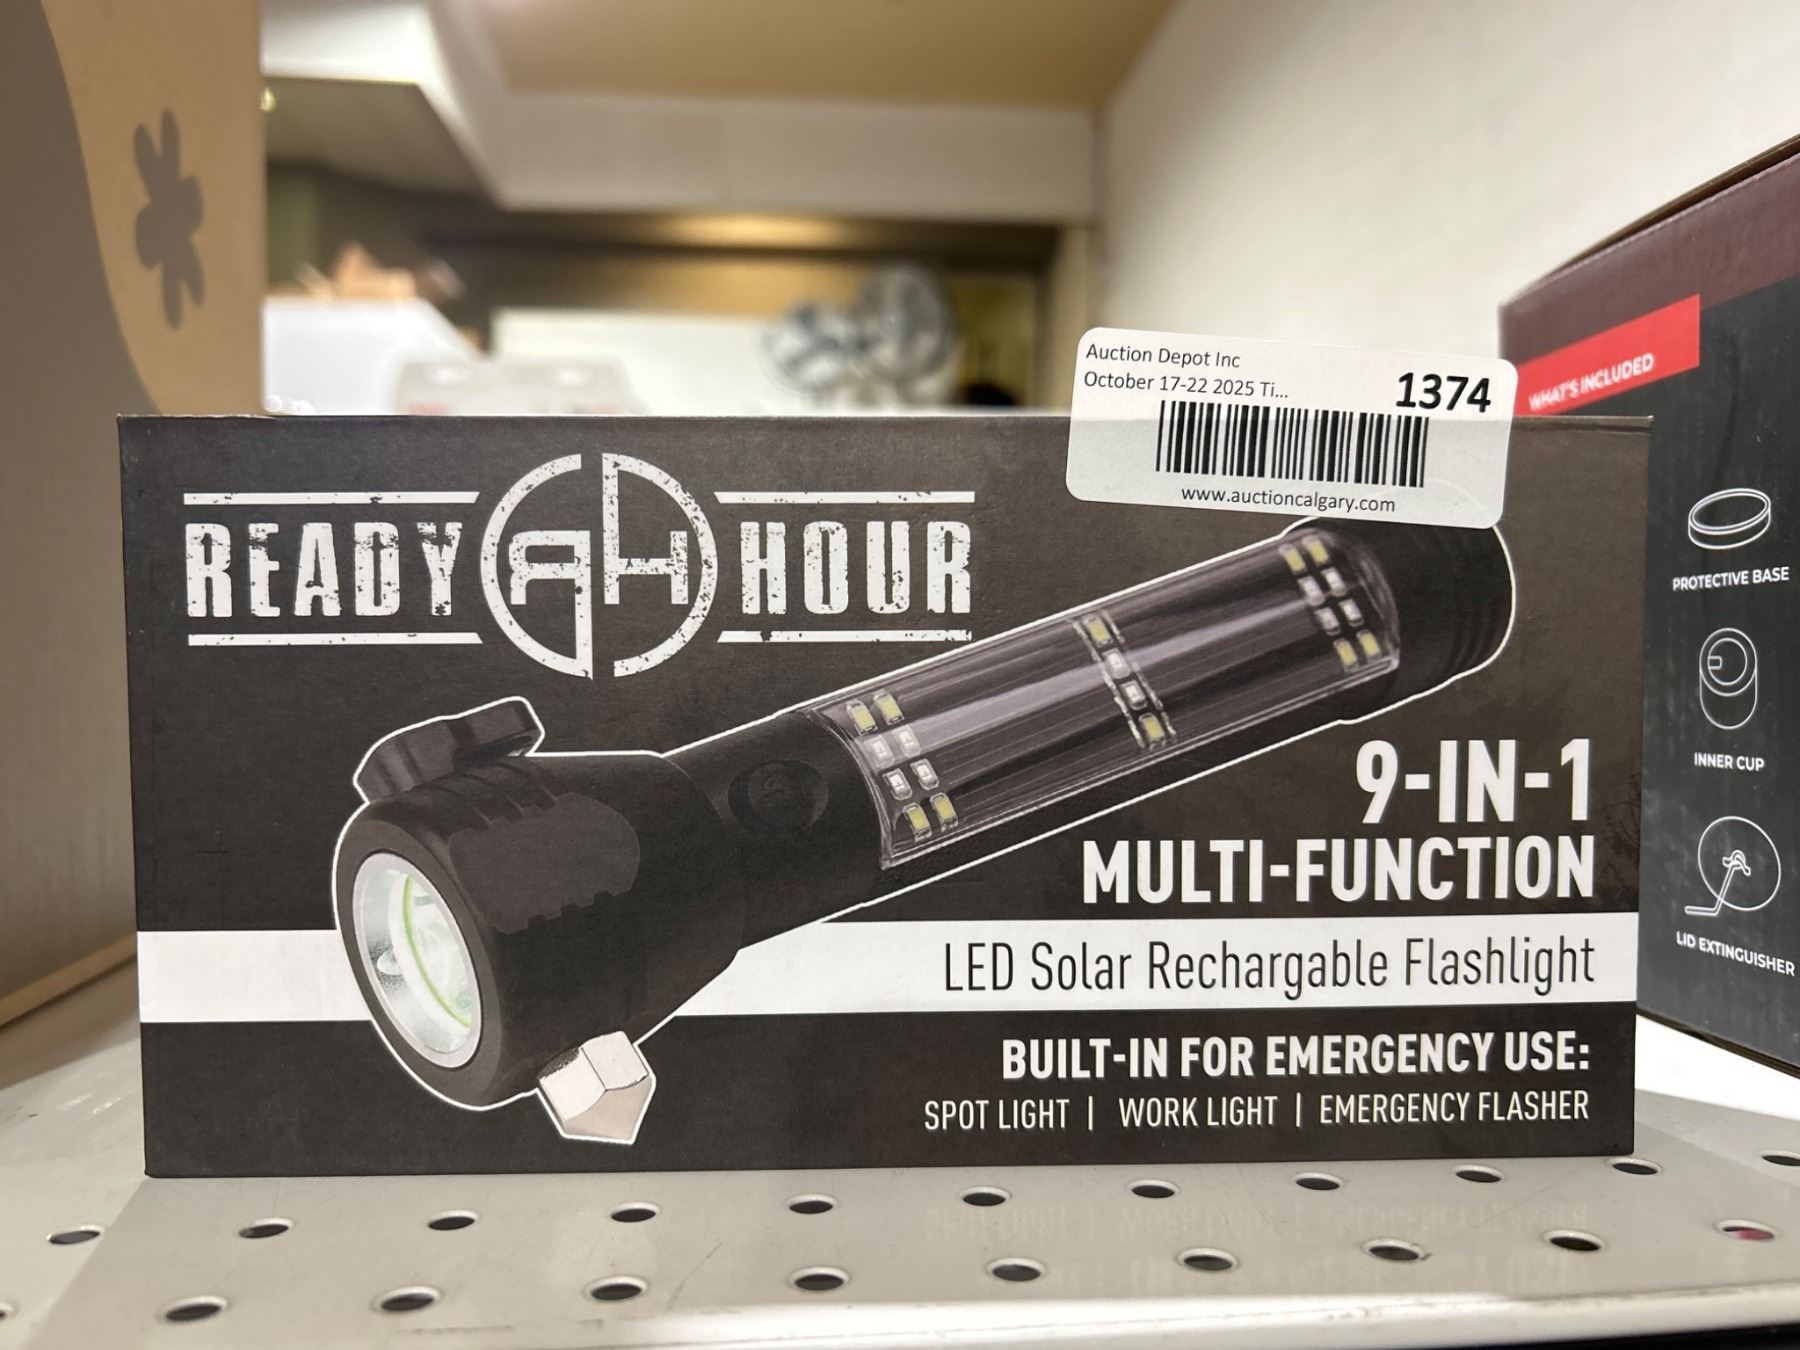 Auction Depot Inc
October 17-22 2025 Ti...
1374
www.auctioncalgary.com
READY RH HOUR
9-IN-1
MULTI-FUNCTION
LED Solar Rechargable Flashlight
BUILT-IN FOR EMERGENCY USE:
SPOT LIGHT | WORK LIGHT | EMERGENCY FLASHER
WHAT'S INCLUDED
PROTECTIVE BASE
INNER CUP
LID EXTINGUISHER